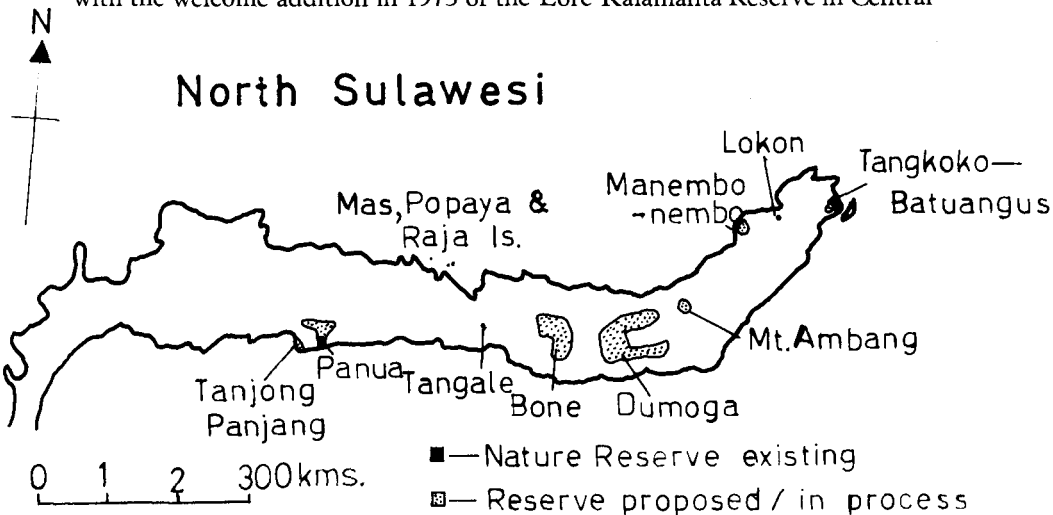 with the welcome addition in 1973 of the Lore Kalamanta Reserve in Central
N
North Sulawesi
Lokon
Tangkoko—
Batuangus
Manembo
-nembo
Mas, Popaya &
Raja Is.
Mt. Ambang
Panua
Tangale
Tanjong
Panjang
Bone
Dumoga
—Nature Reserve existing
0 1 2 300kms.
— Reserve proposed / in process